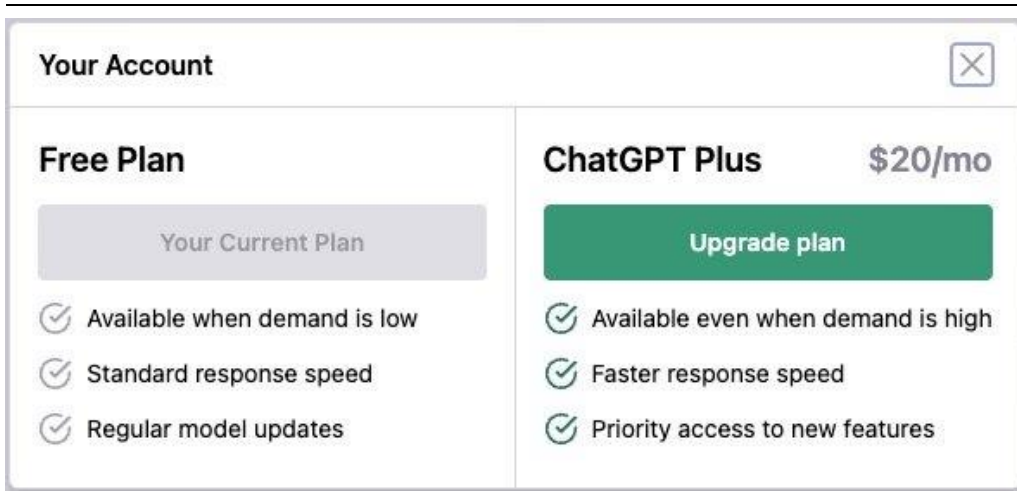 Your Account
Free Plan
Your Current Plan
Available when demand is low
Standard response speed
Regular model updates
ChatGPT Plus $20/mo
Upgrade plan
Available even when demand is high
Faster response speed
Priority access to new features